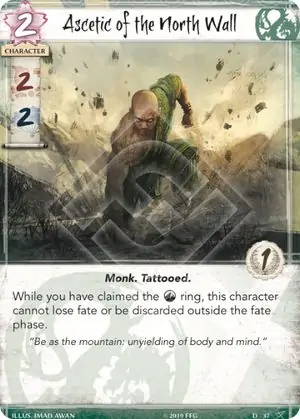 2
Ascetic of the North Wall
CHARACTER
2
2
1
Monk. Tattooed.
While you have claimed the ring, this character
cannot lose fate or be discarded outside the fate
phase.
"Be as the mountain: unyielding of body and mind."
ILLUS. IMAD AWAN
© 2019 FFG
D 37